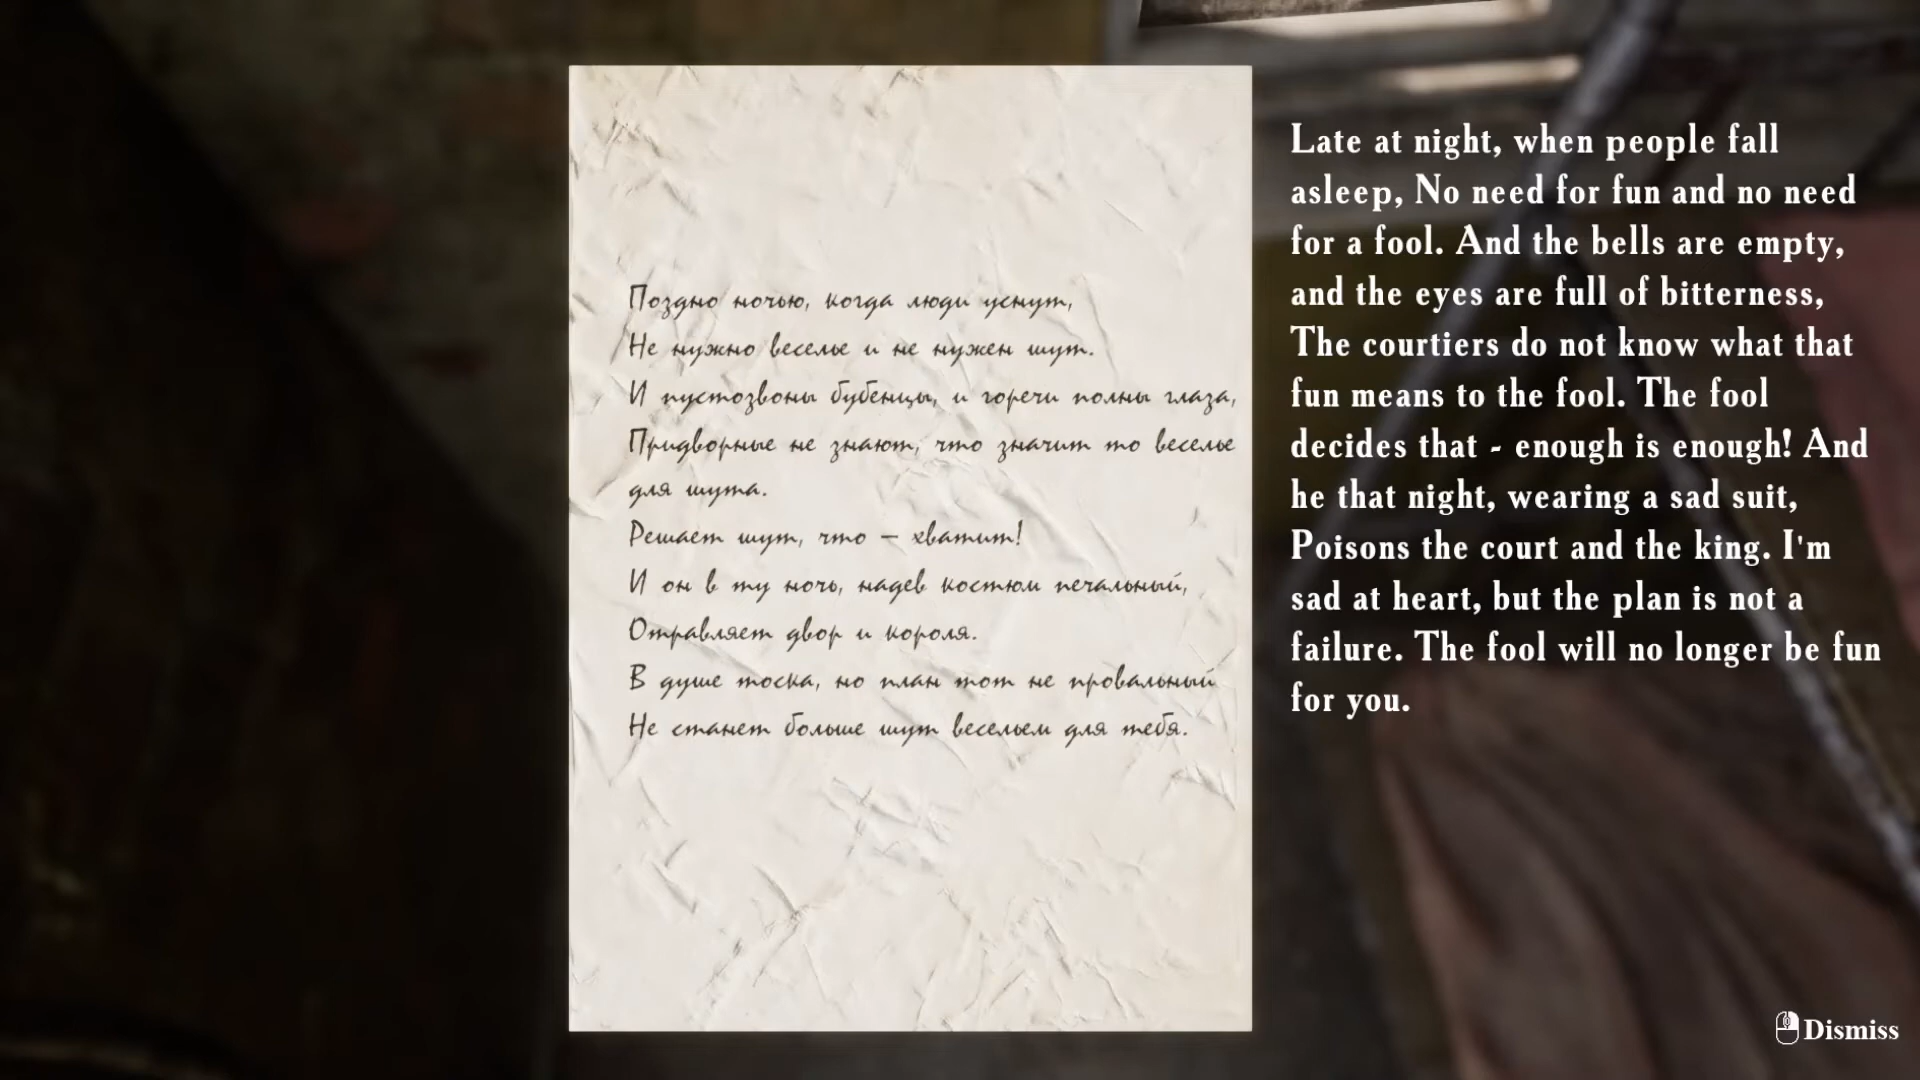 Поздно ночью, когда люди уснут,
Не нужно веселье и не нужен шут.
И пустозвоны бубенцы, и горечи полны глаза,
Придворные не знают, что значит то веселье
для шута.
Решает шут, что — хватит!
И он в ту ночь, надев костюм печальный,
Отравляет двор и короля.
В душе тоска, но план тот не провальный
Не станет больше шут весельем для тебя.
Late at night, when people fall
asleep, No need for fun and no need
for a fool. And the bells are empty,
and the eyes are full of bitterness,
The courtiers do not know what that
fun means to the fool. The fool
decides that - enough is enough! And
he that night, wearing a sad suit,
Poisons the court and the king. I'm
sad at heart, but the plan is not a
failure. The fool will no longer be fun
for you.
Dismiss